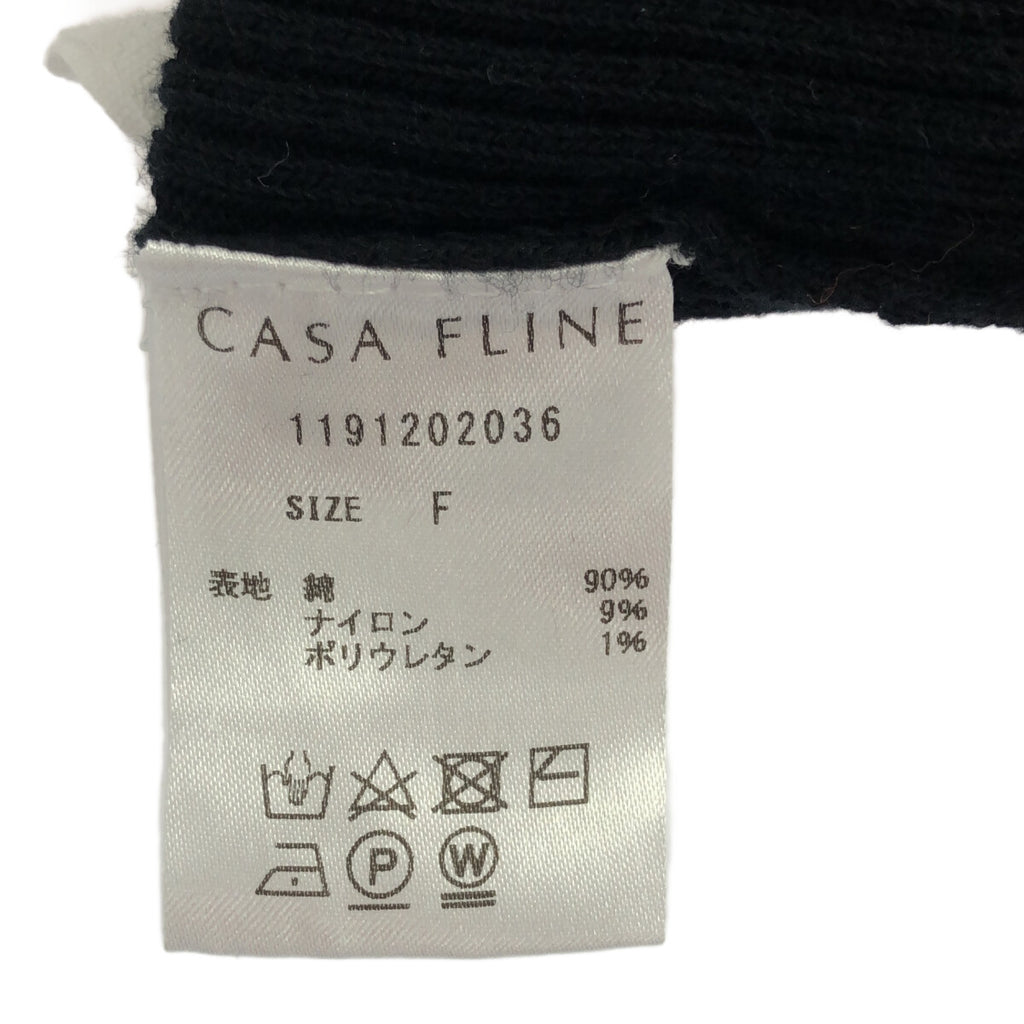 CASA FLINE
1191202036
SIZE F
表地 綿 90%
ナイロン 9%
ポリウレタン 1%
P W